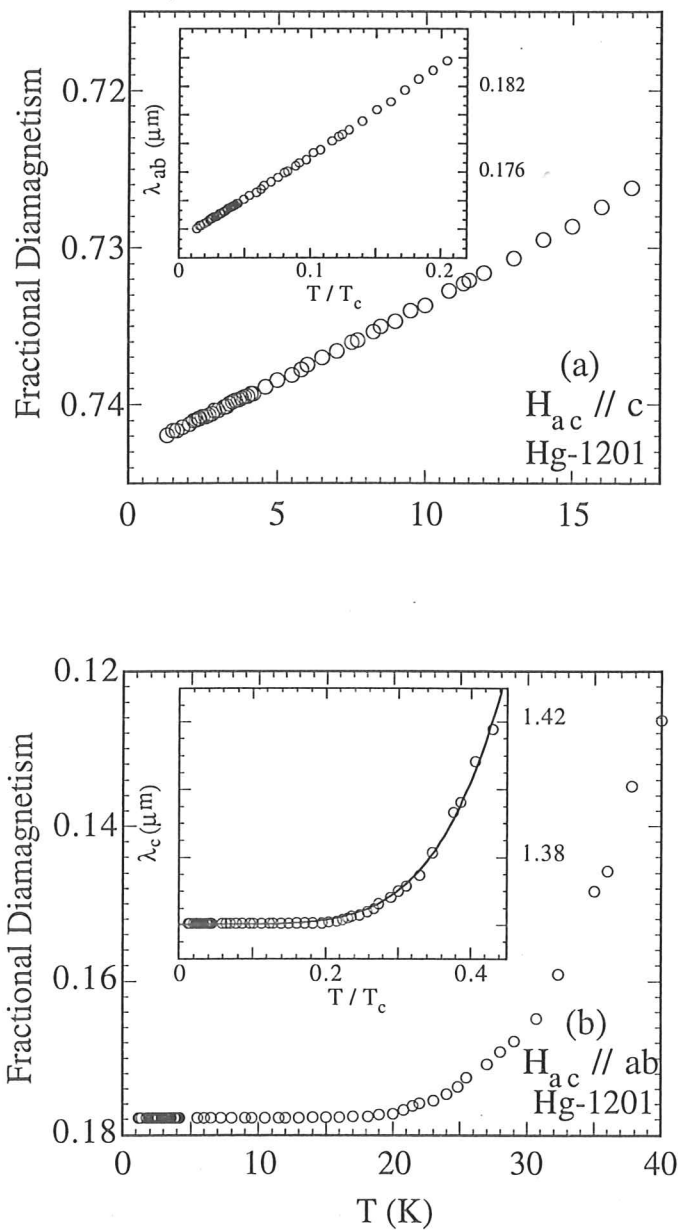 Fractional Diamagnetism
0.72
0.73
0.74
0
5
10
15
λab (μm)
0.182
0.176
0
0.1
0.2
T / Tc
(a)
Hac // c
Hg-1201
Fractional Diamagnetism
0.12
0.14
0.16
0.18
0
10
20
30
40
T (K)
λc (μm)
1.42
1.38
0
0.2
0.4
T / Tc
(b)
Hac // ab
Hg-1201